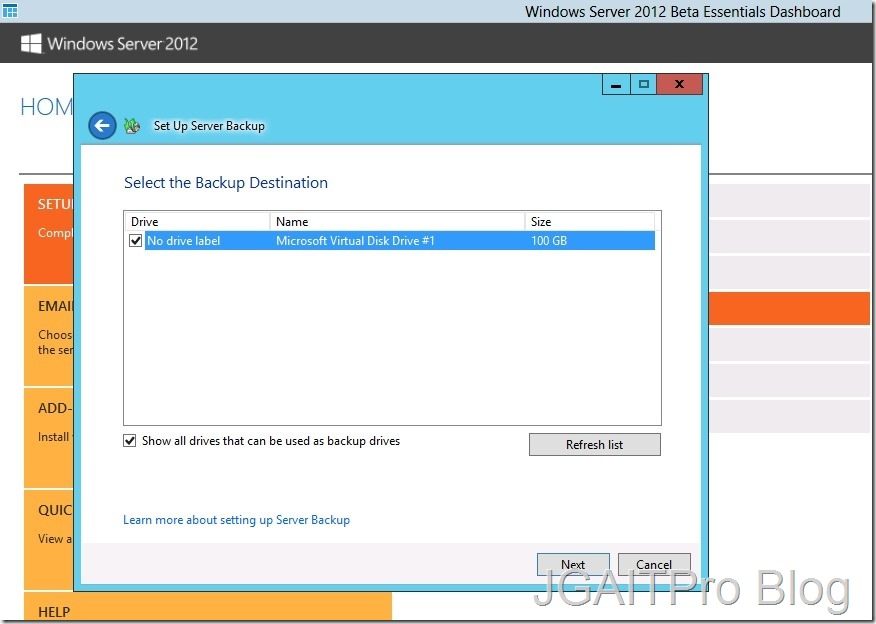 Windows Server 2012 Beta Essentials Dashboard
Windows Server 2012
HOM
Set Up Server Backup
Select the Backup Destination
Drive Name Size
No drive label Microsoft Virtual Disk Drive #1 100 GB
Show all drives that can be used as backup drives
Refresh list
Learn more about setting up Server Backup
Next Cancel
SETU
Compl
EMAI
Choos
the ser
ADD-
Install
QUIC
View a
HELP
JGAITPro Blog